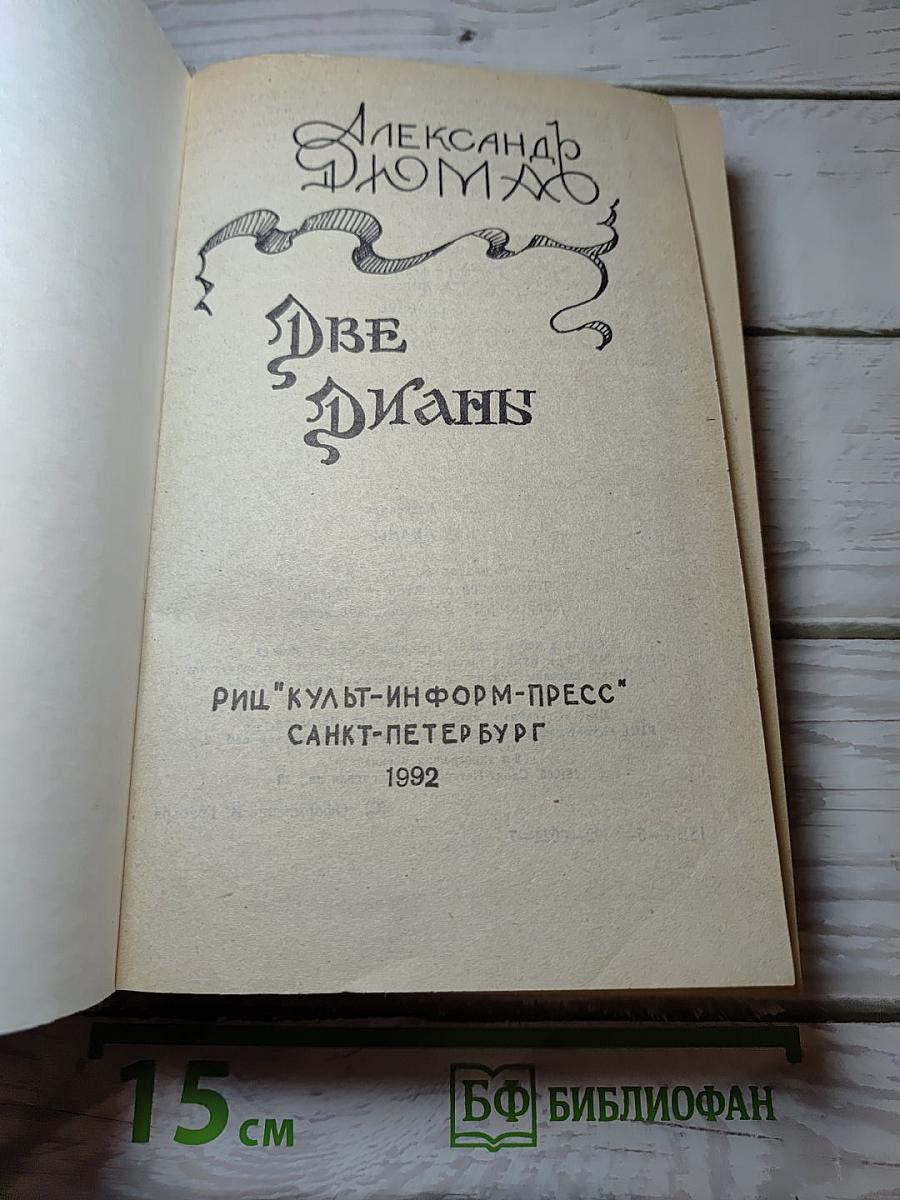 Александр
Дюма
Две
Дианы
РИЦ "КУЛЬТ-ИНФОРМ-ПРЕСС"
САНКТ-ПЕТЕРБУРГ
1992
15 см
БФ БИБЛИОФАН